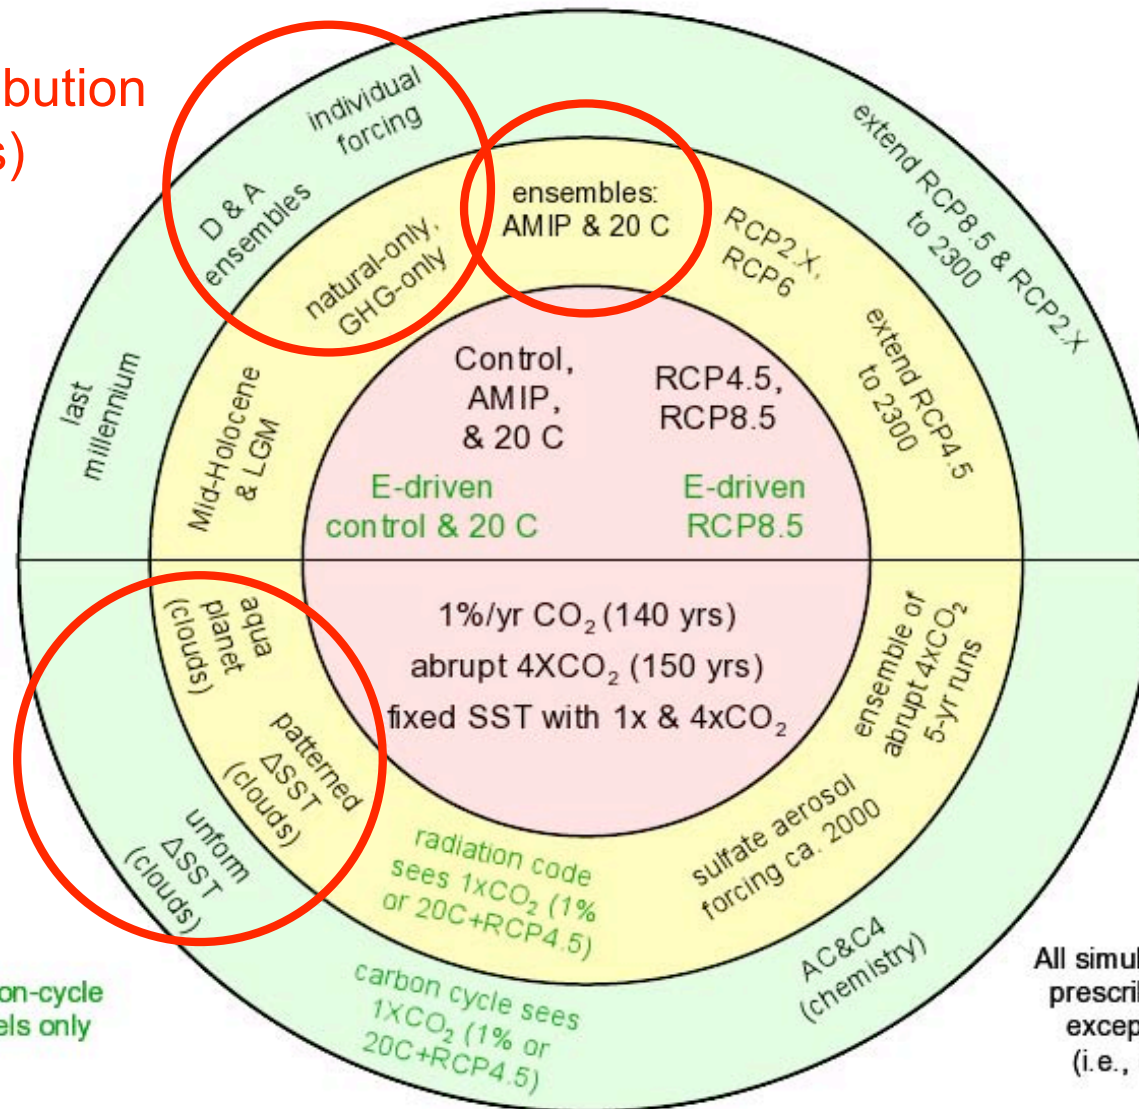 bution
s)
individual
forcing
D & A
ensembles
last
millennium
extend RCP8.5 & RCP2.X
to 2300
ensembles:
AMIP & 20 C
natural-only,
GHG-only
Mid-Holocene
& LGM
RCP2.X,
RCP6
extend RCP4.5
to 2300
Control,
AMIP,
& 20 C
RCP4.5,
RCP8.5
E-driven
control & 20 C
E-driven
RCP8.5
1%/yr CO₂ (140 yrs)
abrupt 4XCO₂ (150 yrs)
fixed SST with 1x & 4xCO₂
aqua
planet
(clouds)
patterned
ΔSST
(clouds)
unform
ΔSST
(clouds)
radiation code
sees 1XCO₂ (1%
or 20C+RCP4.5)
carbon cycle sees
1XCO₂ (1% or
20C+RCP4.5)
ensemble of
abrupt 4xCO₂
5-yr runs
sulfate aerosol
forcing ca. 2000
AC&C4
(chemistry)
on-cycle
els only
All simul
prescrib
excep
(i.e.,